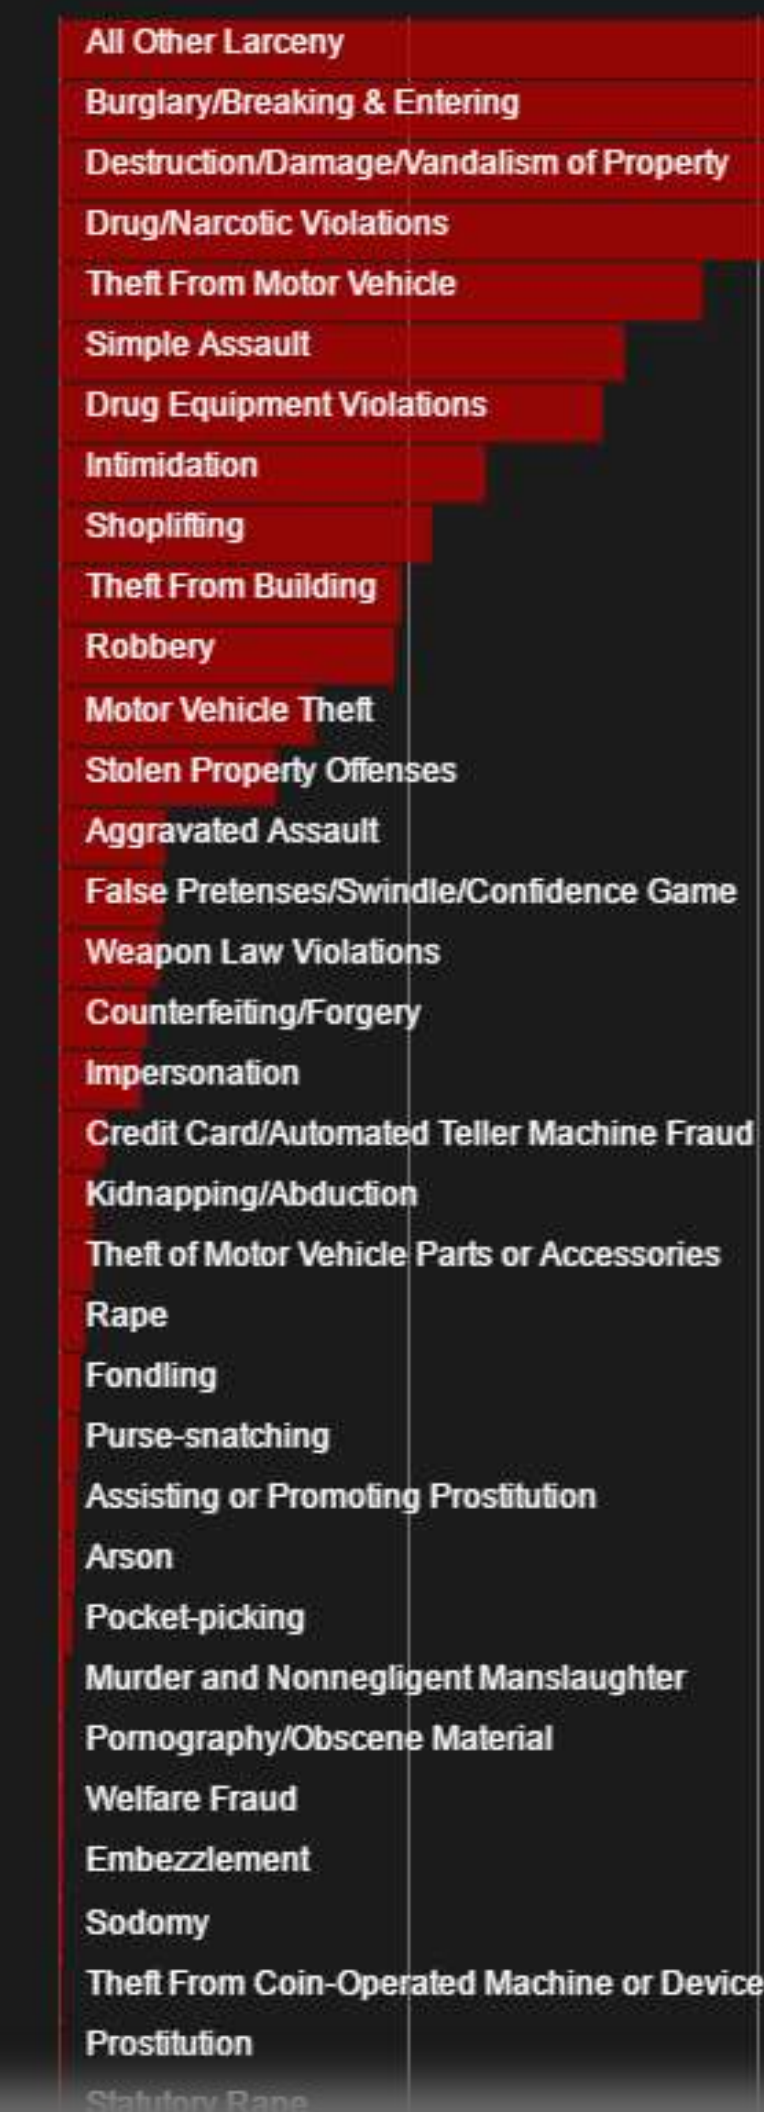 All Other Larceny
Burglary/Breaking & Entering
Destruction/Damage/Vandalism of Property
Drug/Narcotic Violations
Theft From Motor Vehicle
Simple Assault
Drug Equipment Violations
Intimidation
Shoplifting
Theft From Building
Robbery
Motor Vehicle Theft
Stolen Property Offenses
Aggravated Assault
False Pretenses/Swindle/Confidence Game
Weapon Law Violations
Counterfeiting/Forgery
Impersonation
Credit Card/Automated Teller Machine Fraud
Kidnapping/Abduction
Theft of Motor Vehicle Parts or Accessories
Rape
Fondling
Purse-snatching
Assisting or Promoting Prostitution
Arson
Pocket-picking
Murder and Nonnegligent Manslaughter
Pornography/Obscene Material
Welfare Fraud
Embezzlement
Sodomy
Theft From Coin-Operated Machine or Device
Prostitution
Statutory Rape